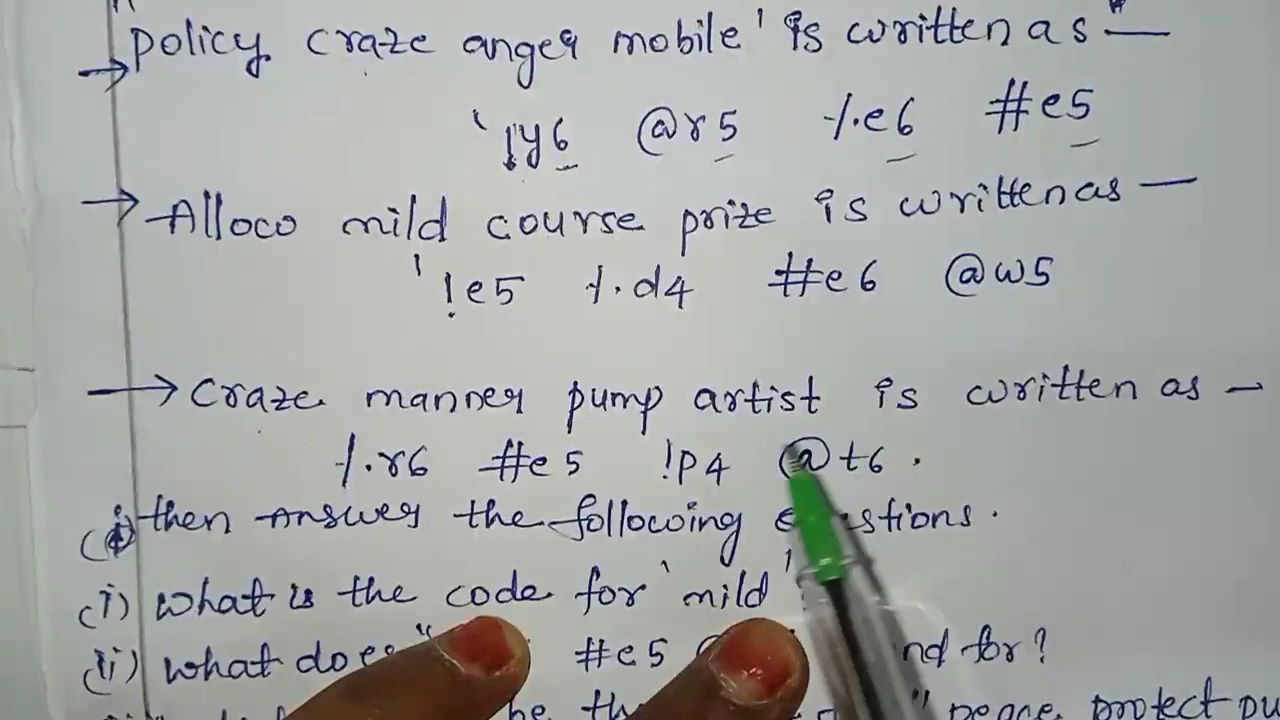 policy craze anger mobile' is written as —
'!y6 @r5 %e6 #e5
Alloco mild course prize is written as —
'!e5 %d4 #e6 @w5
craze manner pump artist is written as —
%r6 #e5 !p4 @t6.
then Answer the following questions.
(i) what is the code for 'mild'
(ii) what does " #e5 for?
peace protect